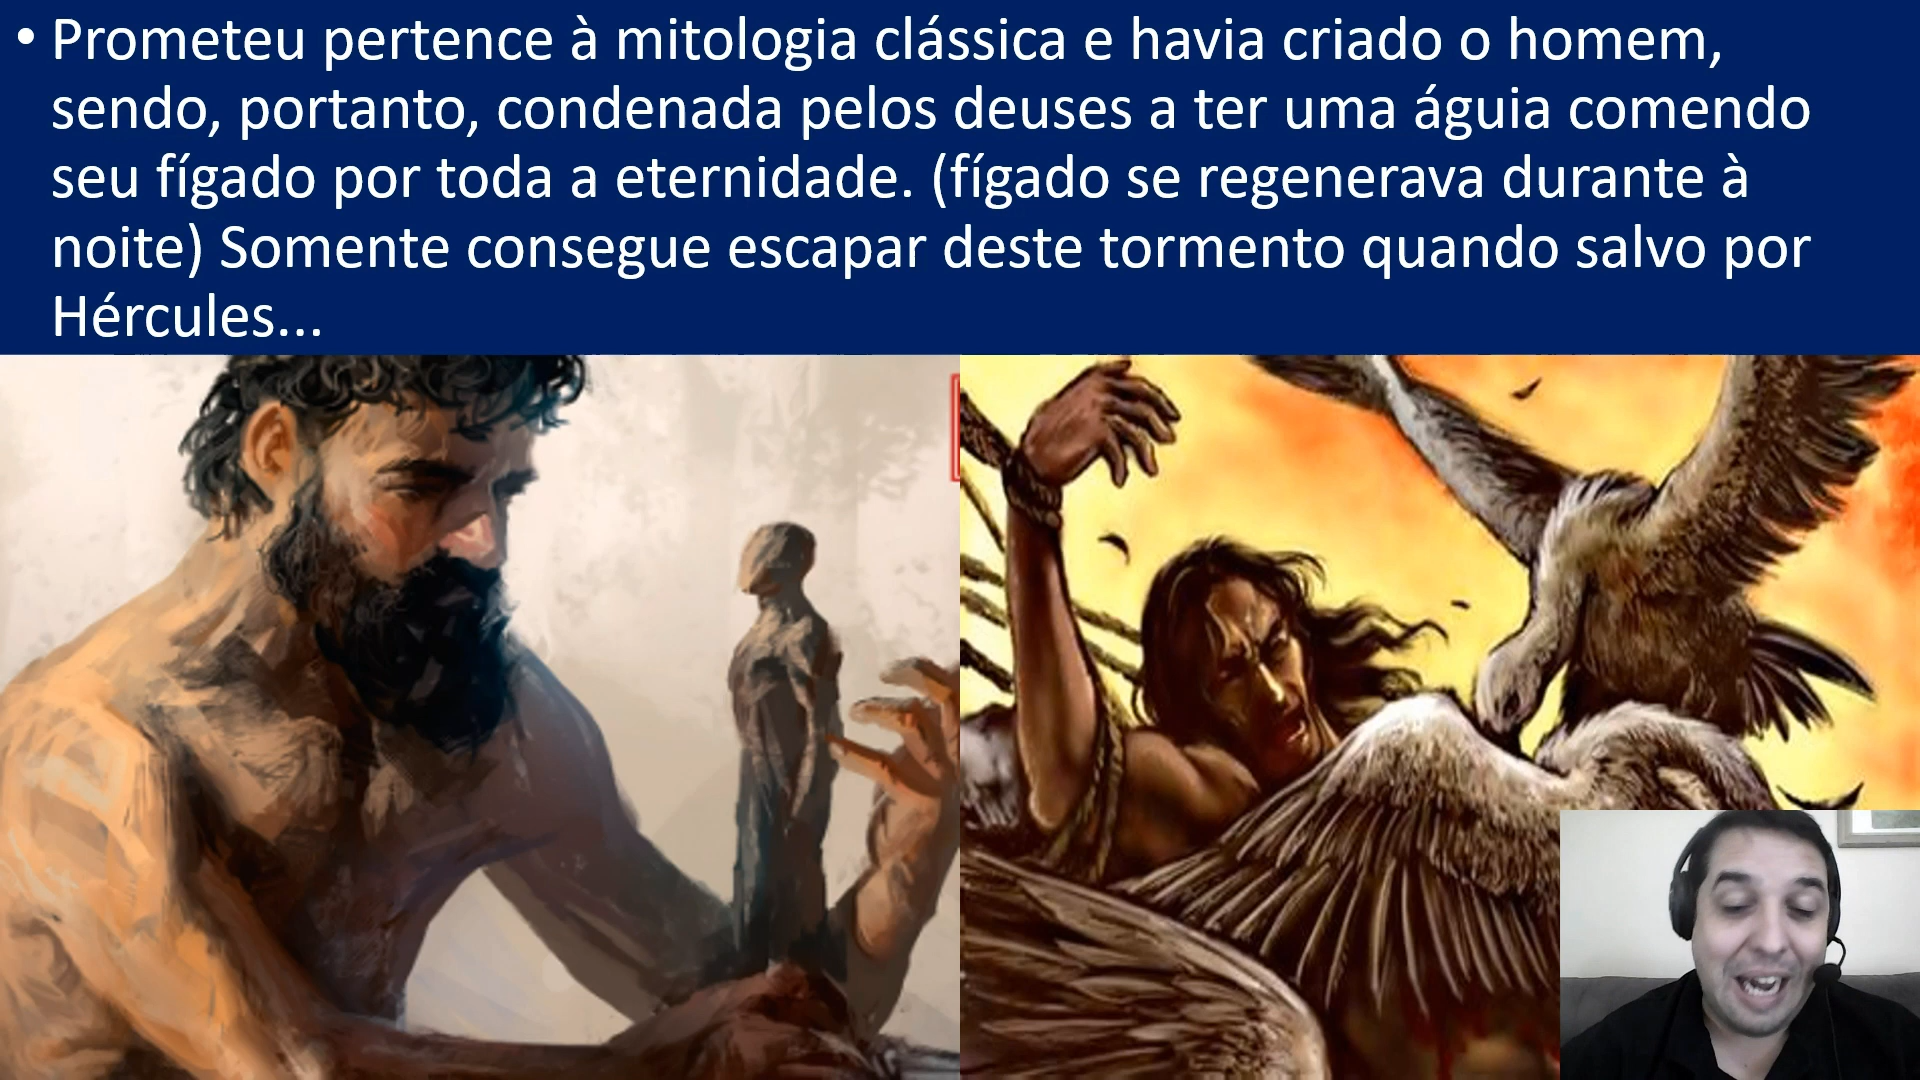 • Prometeu pertence à mitologia clássica e havia criado o homem,
sendo, portanto, condenada pelos deuses a ter uma águia comendo
seu fígado por toda a eternidade. (fígado se regenerava durante à
noite) Somente consegue escapar deste tormento quando salvo por
Hércules...